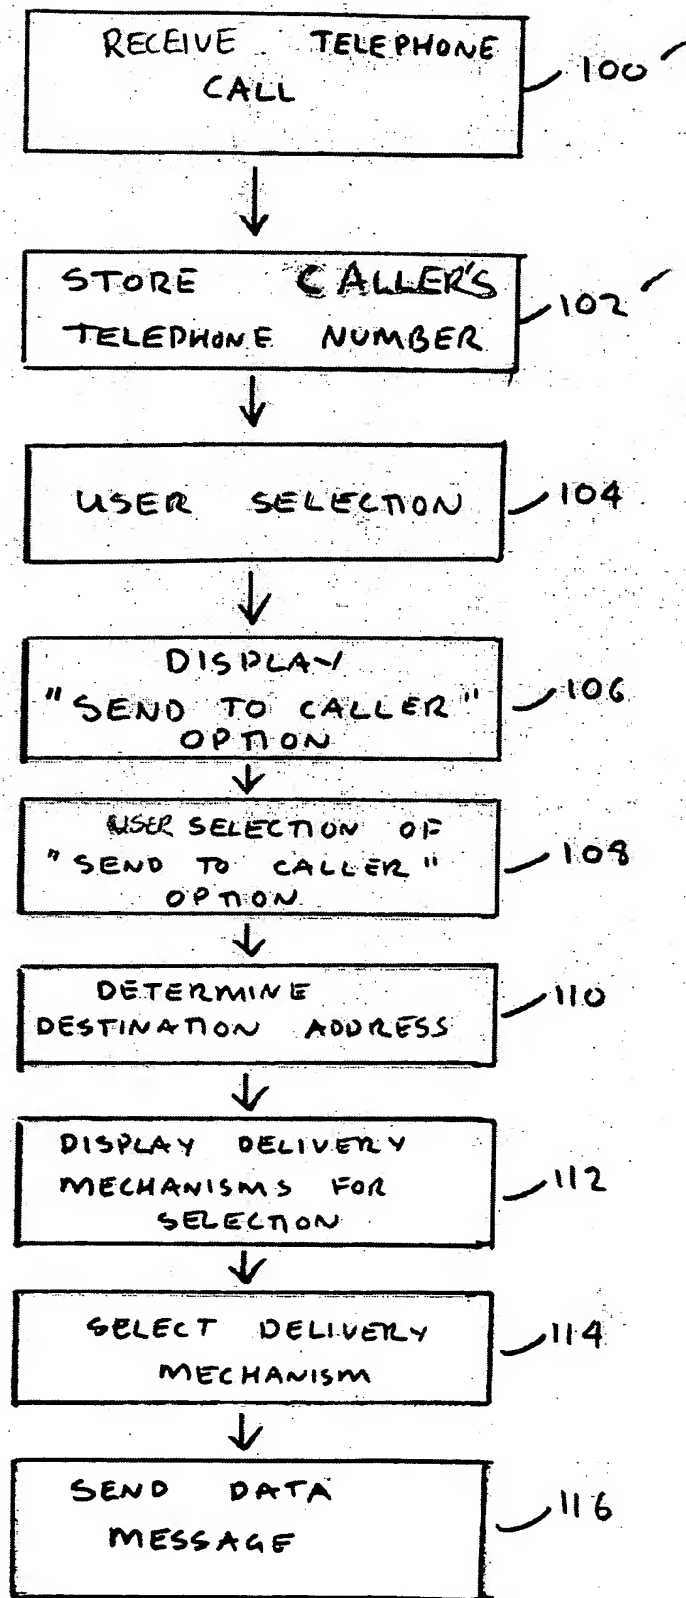 RECEIVE TELEPHONE
CALL
100
STORE CALLER'S
TELEPHONE NUMBER
102
USER SELECTION
104
DISPLAY
"SEND TO CALLER"
OPTION
106
USER SELECTION OF
"SEND TO CALLER"
OPTION
108
DETERMINE
DESTINATION ADDRESS
110
DISPLAY DELIVERY
MECHANISMS FOR
SELECTION
112
SELECT DELIVERY
MECHANISM
114
SEND DATA
MESSAGE
116